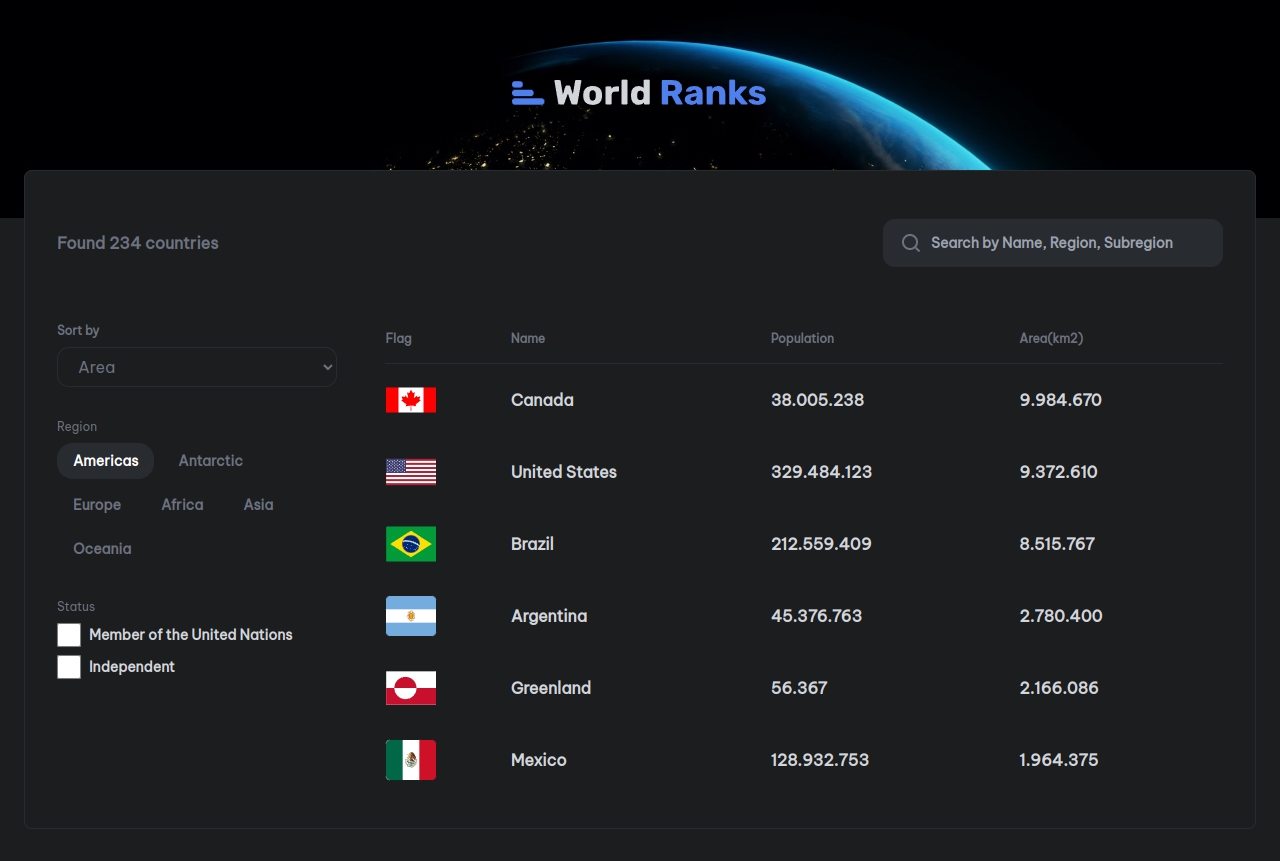 World Ranks
Found 234 countries
Search by Name, Region, Subregion
Sort by
Area
Region
Americas Antarctic
Europe Africa Asia
Oceania
Status
Member of the United Nations
Independent
Flag Name Population Area(km2)
Canada 38.005.238 9.984.670
United States 329.484.123 9.372.610
Brazil 212.559.409 8.515.767
Argentina 45.376.763 2.780.400
Greenland 56.367 2.166.086
Mexico 128.932.753 1.964.375